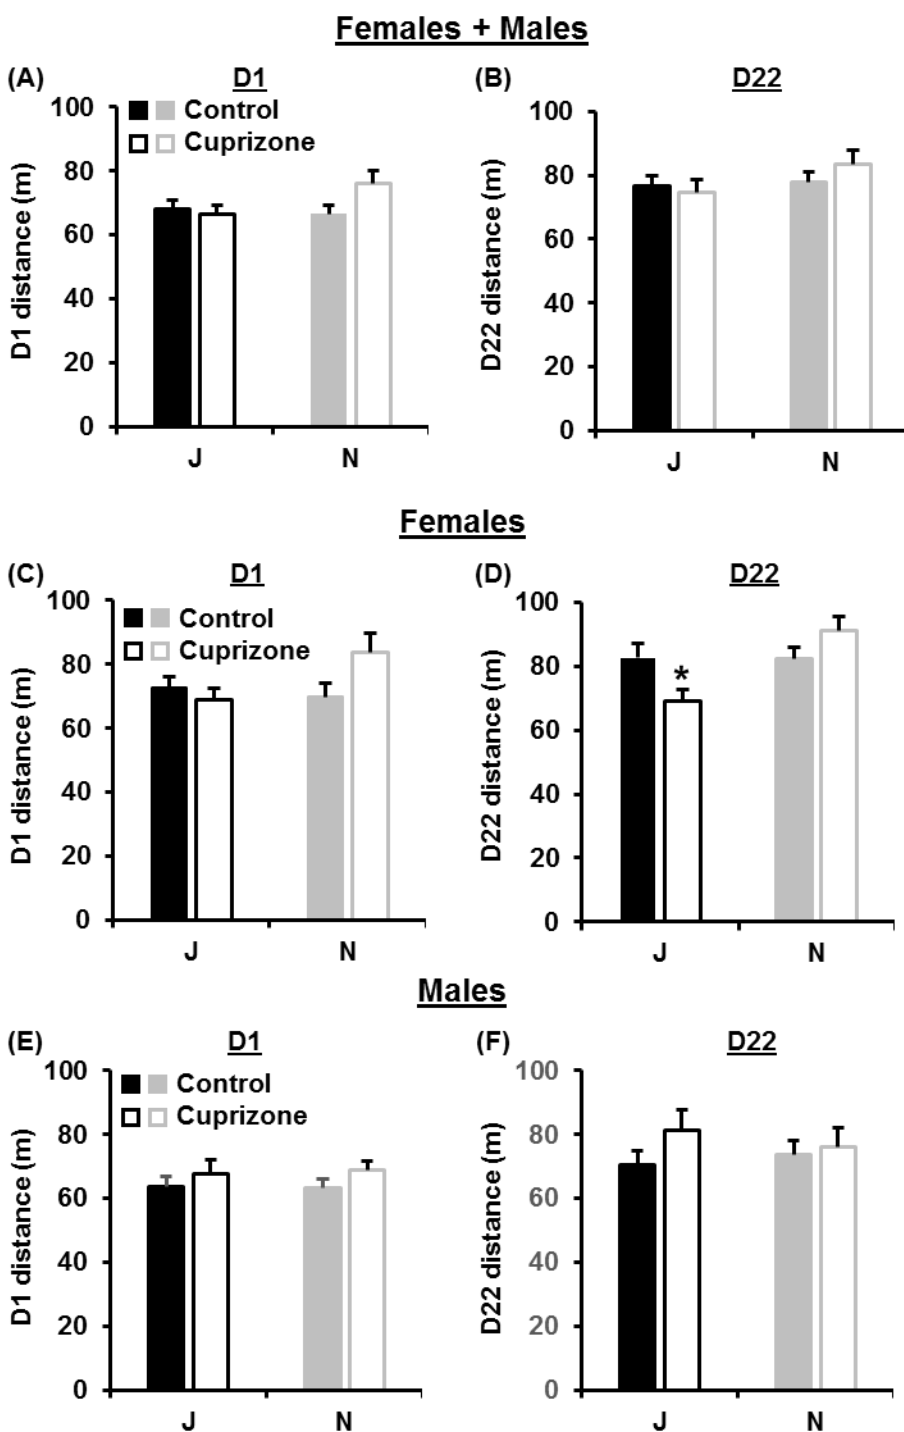 Females + Males
(A) D1
Control
Cuprizone
D1 distance (m)
100
80
60
40
20
0
J N
(B) D22
D22 distance (m)
100
80
60
40
20
0
J N
Females
(C) D1
Control
Cuprizone
D1 distance (m)
100
80
60
40
20
0
J N
(D) D22
D22 distance (m)
100
80
60
40
20
0
*
J N
Males
(E) D1
Control
Cuprizone
D1 distance (m)
100
80
60
40
20
0
J N
(F) D22
D22 distance (m)
100
80
60
40
20
0
J N